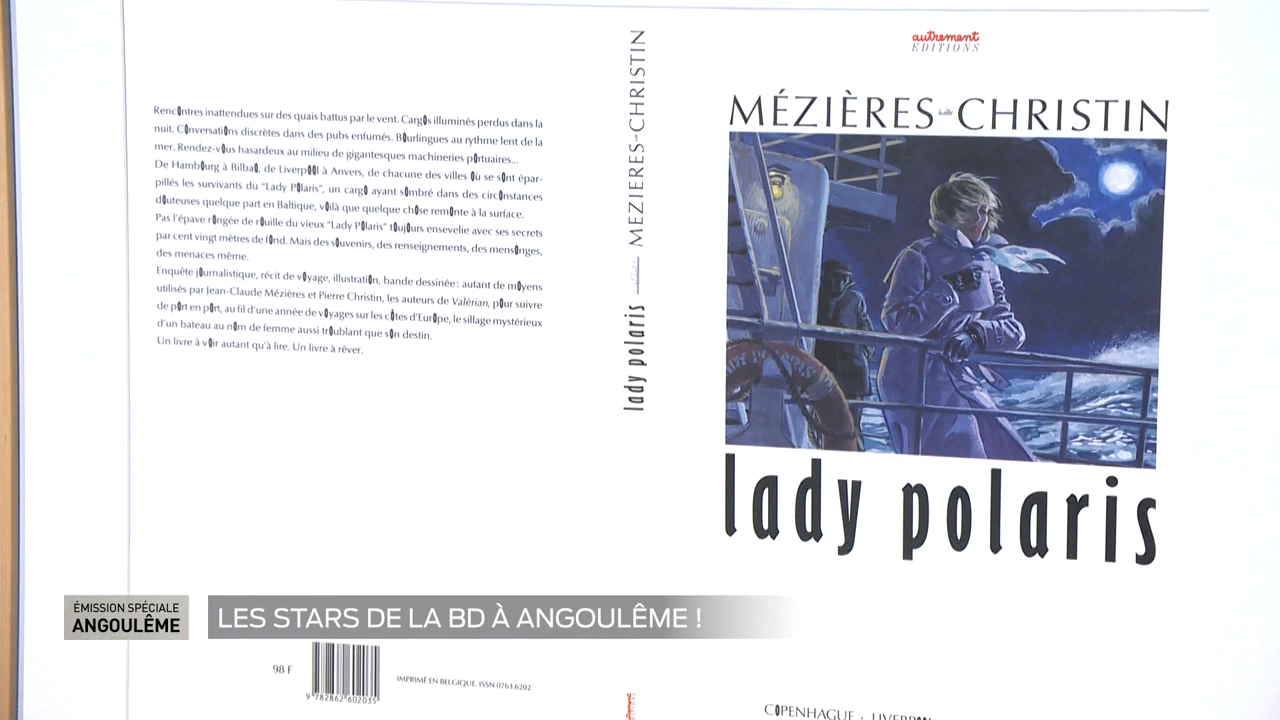 Rencontres inattendues sur des quais battus par le vent. Cargos illuminés perdus dans la
nuit. Conversations discrètes dans des pubs enfumés. Bourlingues au rythme lent de la
mer. Rendez-vous hasardeux au milieu de gigantesques machineries portuaires...
De Hambourg à Bilbao, de Liverpool à Anvers, de chacune des villes où se sont épar-
pillés les survivants du "Lady Polaris", un cargo ayant sombré dans des circonstances
douteuses quelque part en Baltique, voilà que quelque chose remonte à la surface.
Pas l'épave rongée de rouille du vieux "Lady Polaris" toujours ensevelie avec ses secrets
par cent vingt mètres de fond. Mais des souvenirs, des renseignements, des mensonges,
des menaces même.
Enquête journalistique, récit de voyage, illustration, bande dessinée : autant de moyens
utilisés par Jean-Claude Mézières et Pierre Christin, les auteurs de Valérian, pour suivre
de port en port, au fil d'une année de voyages sur les côtes d'Europe, le sillage mystérieux
d'un bateau au nom de femme aussi troublant que son destin.
Un livre à voir autant qu'à lire. Un livre à rêver.
98 F
9 782862 602035
IMPRIMÉ EN BELGIQUE. ISSN 0763.6202
lady polaris MEZIERES-CHRISTIN
autrement
EDITIONS
autrement
EDITIONS
MÉZIÈRES-CHRISTIN
lady polaris
COPENHAGUE .
ÉMISSION SPÉCIALE
ANGOULÊME
LES STARS DE LA BD À ANGOULÊME !